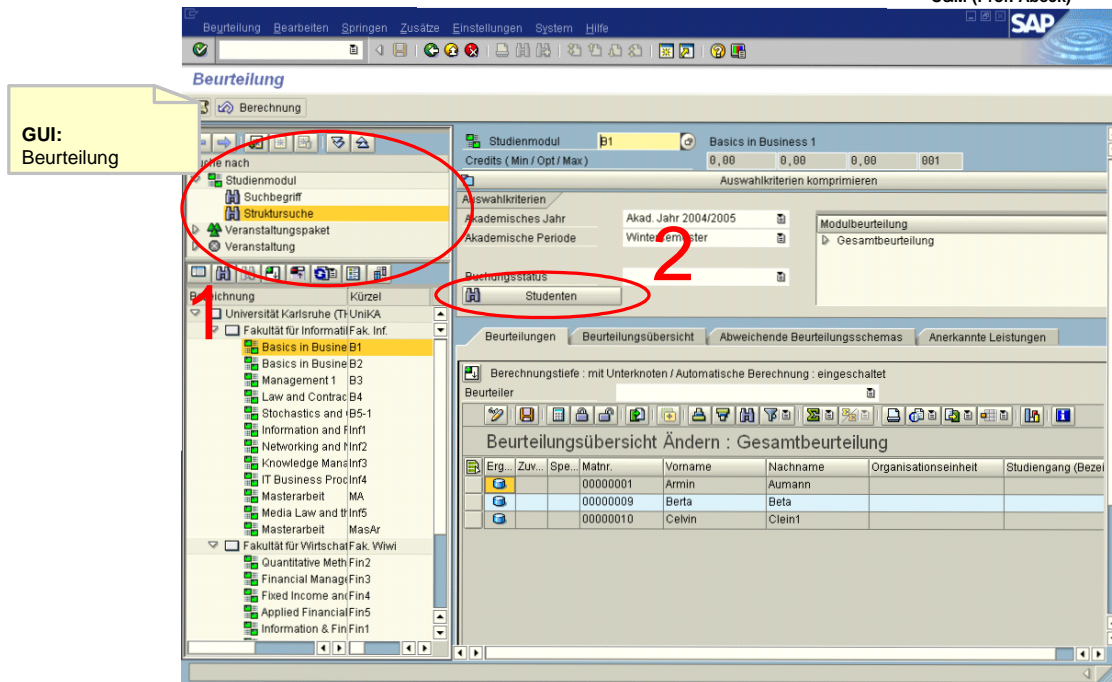 Beurteilung Bearbeiten Springen Zusätze Einstellungen System Hilfe
SAP
Beurteilung
Berechnung
GUI:
Beurteilung
nach
Studienmodul
Suchbegriff
Struktursuche
Veranstaltungspaket
Veranstaltung
1
Bezeichnung Kürzel
Universität Karlsruhe (TH UniKA
Fakultät für Informatil Fak. Inf.
Basics in Busine B1
Basics in Busine B2
Management 1 B3
Law and Contrac B4
Stochastics and B5-1
Information and Inf1
Networking and Inf2
Knowledge Mana Inf3
IT Business Proc Inf4
Masterarbeit MA
Media Law and th Inf5
Masterarbeit MasAr
Fakultät für Wirtschaf Fak. Wiwi
Quantitative Meth Fin2
Financial Manage Fin3
Fixed Income and Fin4
Applied Financial Fin5
Information & Fin Fin1
Studienmodul B1 Basics in Business 1
Credits ( Min / Opt / Max ) 0,00 0,00 0,00 001
Auswahlkriterien komprimieren
Auswahlkriterien
Akademisches Jahr Akad. Jahr 2004/2005
Akademische Periode Wintersemester
2
Modulbeurteilung
Gesamtbeurteilung
Buchungsstatus
Studenten
Beurteilungen Beurteilungsübersicht Abweichende Beurteilungsschemas Anerkannte Leistungen
Berechnungstiefe : mit Unterknoten / Automatische Berechnung : eingeschaltet
Beurteiler
Beurteilungsübersicht Ändern : Gesamtbeurteilung
Erg... Zuv... Spe... Matnr. Vorname Nachname Organisationseinheit Studiengang (Bezei
00000001 Armin Aumann
00000009 Berta Beta
00000010 Celvin Clein1